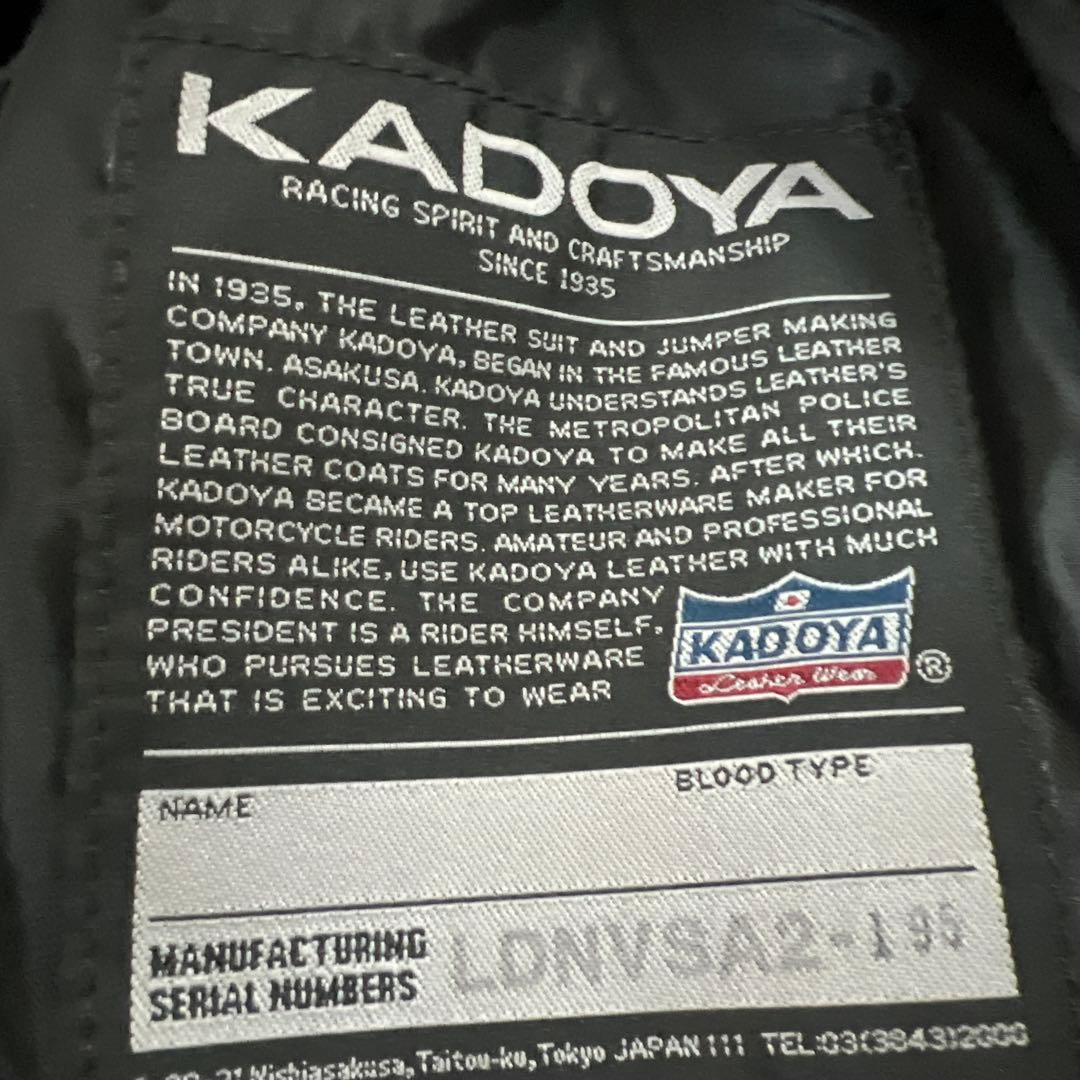 KADOYA
RACING SPIRIT AND CRAFTSMANSHIP
SINCE 1935
IN 1935, THE LEATHER SUIT AND JUMPER MAKING
COMPANY KADOYA, BEGAN IN THE FAMOUS LEATHER
TOWN, ASAKUSA. KADOYA UNDERSTANDS LEATHER'S
TRUE CHARACTER. THE METROPOLITAN POLICE
BOARD CONSIGNED KADOYA TO MAKE ALL THEIR
LEATHER COATS FOR MANY YEARS. AFTER WHICH,
KADOYA BECAME A TOP LEATHERWARE MAKER FOR
MOTORCYCLE RIDERS. AMATEUR AND PROFESSIONAL
RIDERS ALIKE, USE KADOYA LEATHER WITH MUCH
CONFIDENCE. THE COMPANY
PRESIDENT IS A RIDER HIMSELF,
WHO PURSUES LEATHERWARE
THAT IS EXCITING TO WEAR
KADOYA
Leather Wear
®
NAME BLOOD TYPE
MANUFACTURING
SERIAL NUMBERS
LDNVSA2-195
Nishiasakusa, Taitou-ku, Tokyo JAPAN 111 TEL:03(3843)2000